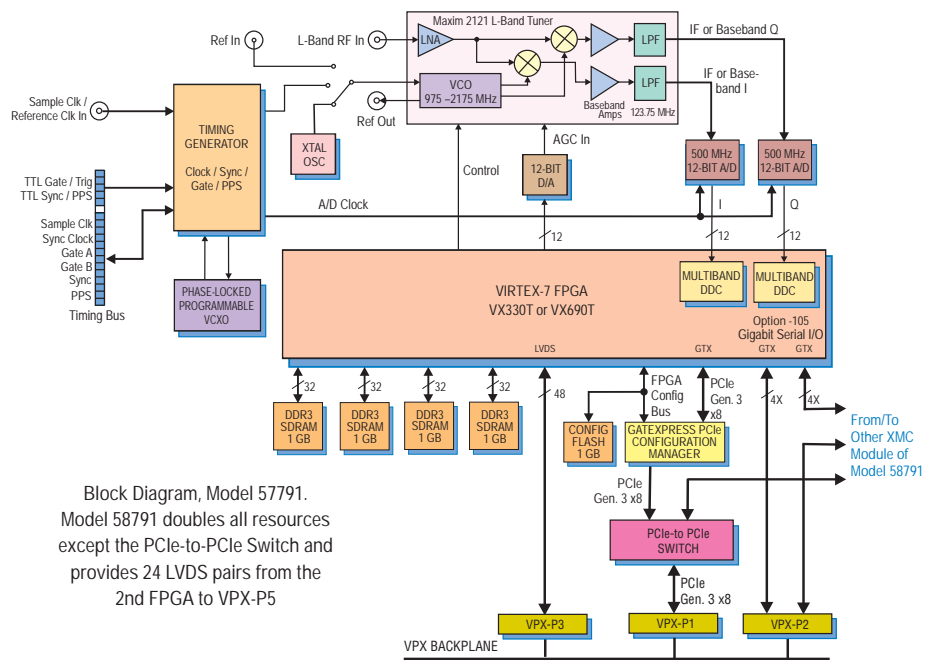 Maxim 2121 L-Band Tuner
Ref In
L-Band RF In
LNA
LPF
IF or Baseband Q
VCO
975 –2175 MHz
LPF
IF or Base-
band I
Baseband
Amps
123.75 MHz
Ref Out
Sample Clk /
Reference Clk In
TIMING
GENERATOR
Clock / Sync /
Gate / PPS
XTAL
OSC
AGC In
Control
12-BIT
D/A
500 MHz
12-BIT A/D
500 MHz
12-BIT A/D
TTL Gate / Trig
TTL Sync / PPS
Sample Clk
Sync Clock
Gate A
Gate B
Sync
PPS
Timing Bus
A/D Clock
I
Q
12
12
12
PHASE-LOCKED
PROGRAMMABLE
VCXO
VIRTEX-7 FPGA
VX330T or VX690T
MULTIBAND
DDC
MULTIBAND
DDC
Option -105
Gigabit Serial I/O
LVDS
GTX
GTX
GTX
32
32
32
32
48
FPGA
Config
Bus
PCIe
Gen. 3
x8
4X
4X
DDR3
SDRAM
1 GB
DDR3
SDRAM
1 GB
DDR3
SDRAM
1 GB
DDR3
SDRAM
1 GB
CONFIG
FLASH
1 GB
GATEXPRESS PCIe
CONFIGURATION
MANAGER
From/To
Other XMC
Module of
Model 58791
PCIe
Gen. 3 x8
PCIe-to PCIe
SWITCH
PCIe
Gen. 3 x8
Block Diagram, Model 57791.
Model 58791 doubles all resources
except the PCIe-to-PCIe Switch and
provides 24 LVDS pairs from the
2nd FPGA to VPX-P5
VPX-P3
VPX-P1
VPX-P2
VPX BACKPLANE